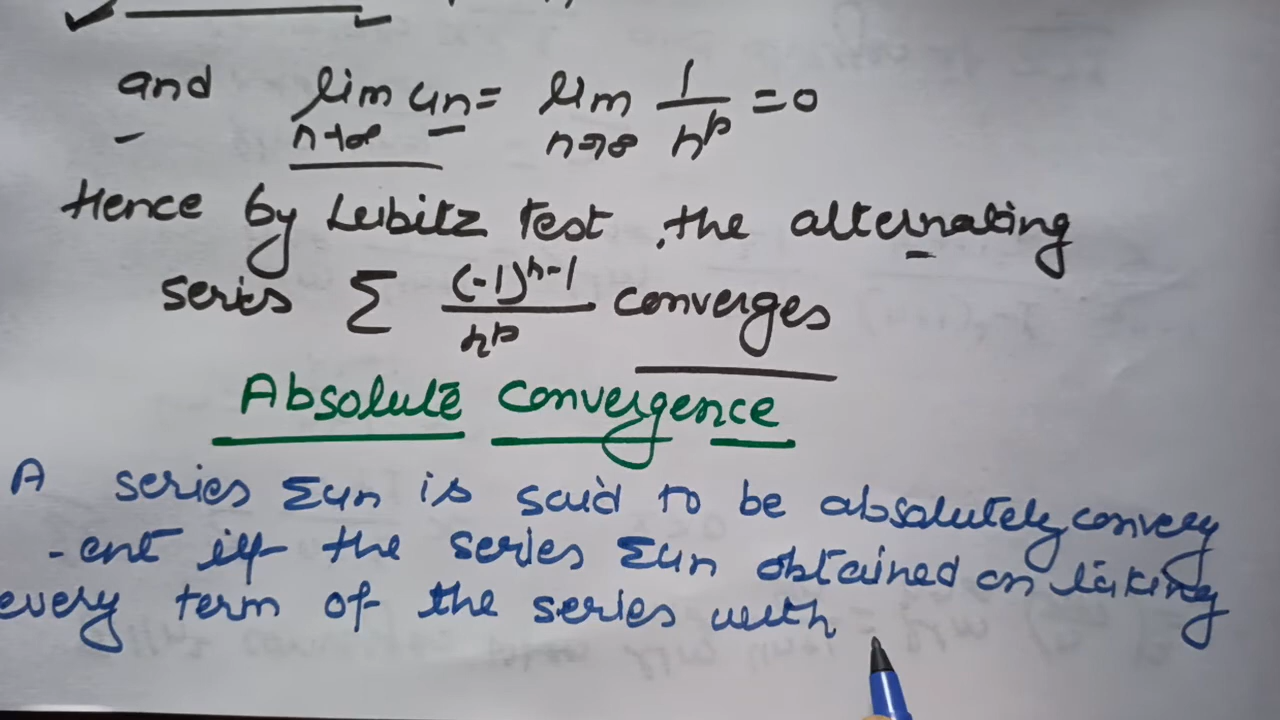 and lim un = lim 1/n^p = 0
n→∞ n→∞
Hence by Leibitz test, the alternating
series Σ (-1)^n-1 / n^p converges
Absolute convergence
A series Σun is said to be absolutely converg
-ent if the series Σun obtained on taking
every term of the series with